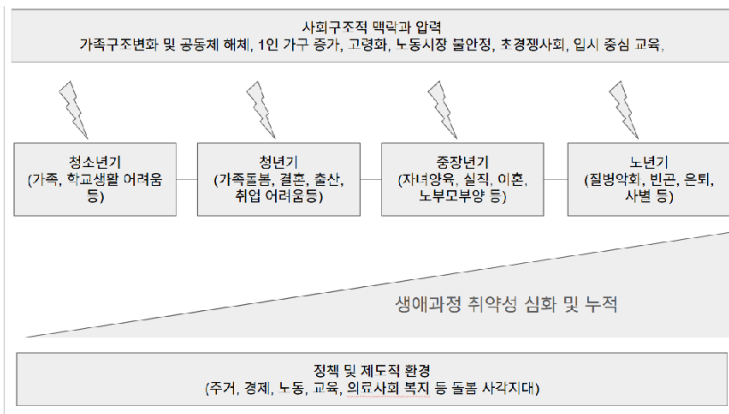 사회구조적 맥락과 압력
가족구조변화 및 공동체 해체, 1인 가구 증가, 고령화, 노동시장 불안정, 초경쟁사회, 입시 중심 교육,
청소년기
(가족, 학교생활 어려움
등)
청년기
(가족돌봄, 결혼, 출산,
취업 어려움등)
중장년기
(자녀양육, 실직, 이혼,
노부모부양 등)
노년기
(질병악화, 빈곤, 은퇴,
사별 등)
생애과정 취약성 심화 및 누적
정책 및 제도적 환경
(주거, 경제, 노동, 교육, 의료사회 복지 등 돌봄 사각지대)